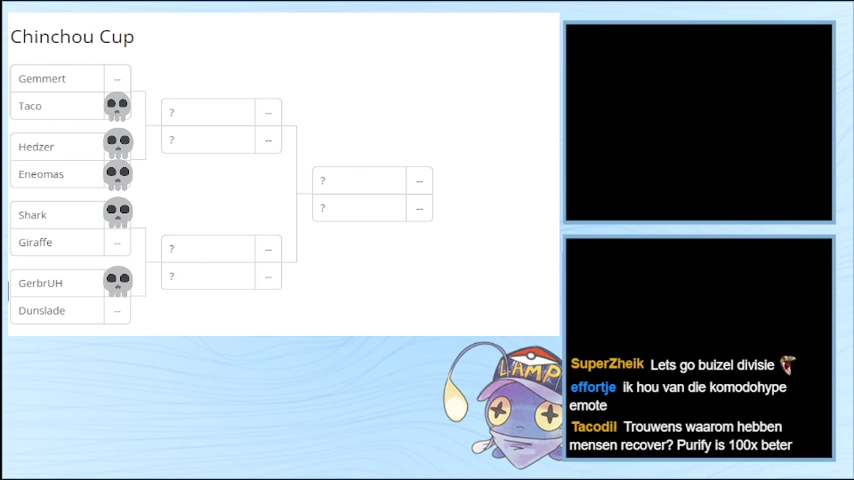 Chinchou Cup
Gemmert --
Taco
Hedzer
Eneomas
Shark
Giraffe --
GerbrUH
Dunslade --
? --
? --
? --
? --
? --
? --
LAMP
SuperZheik Lets go buizel divisie
effortje ik hou van die komodohype
emote
Tacodil Trouwens waarom hebben
mensen recover? Purify is 100x beter